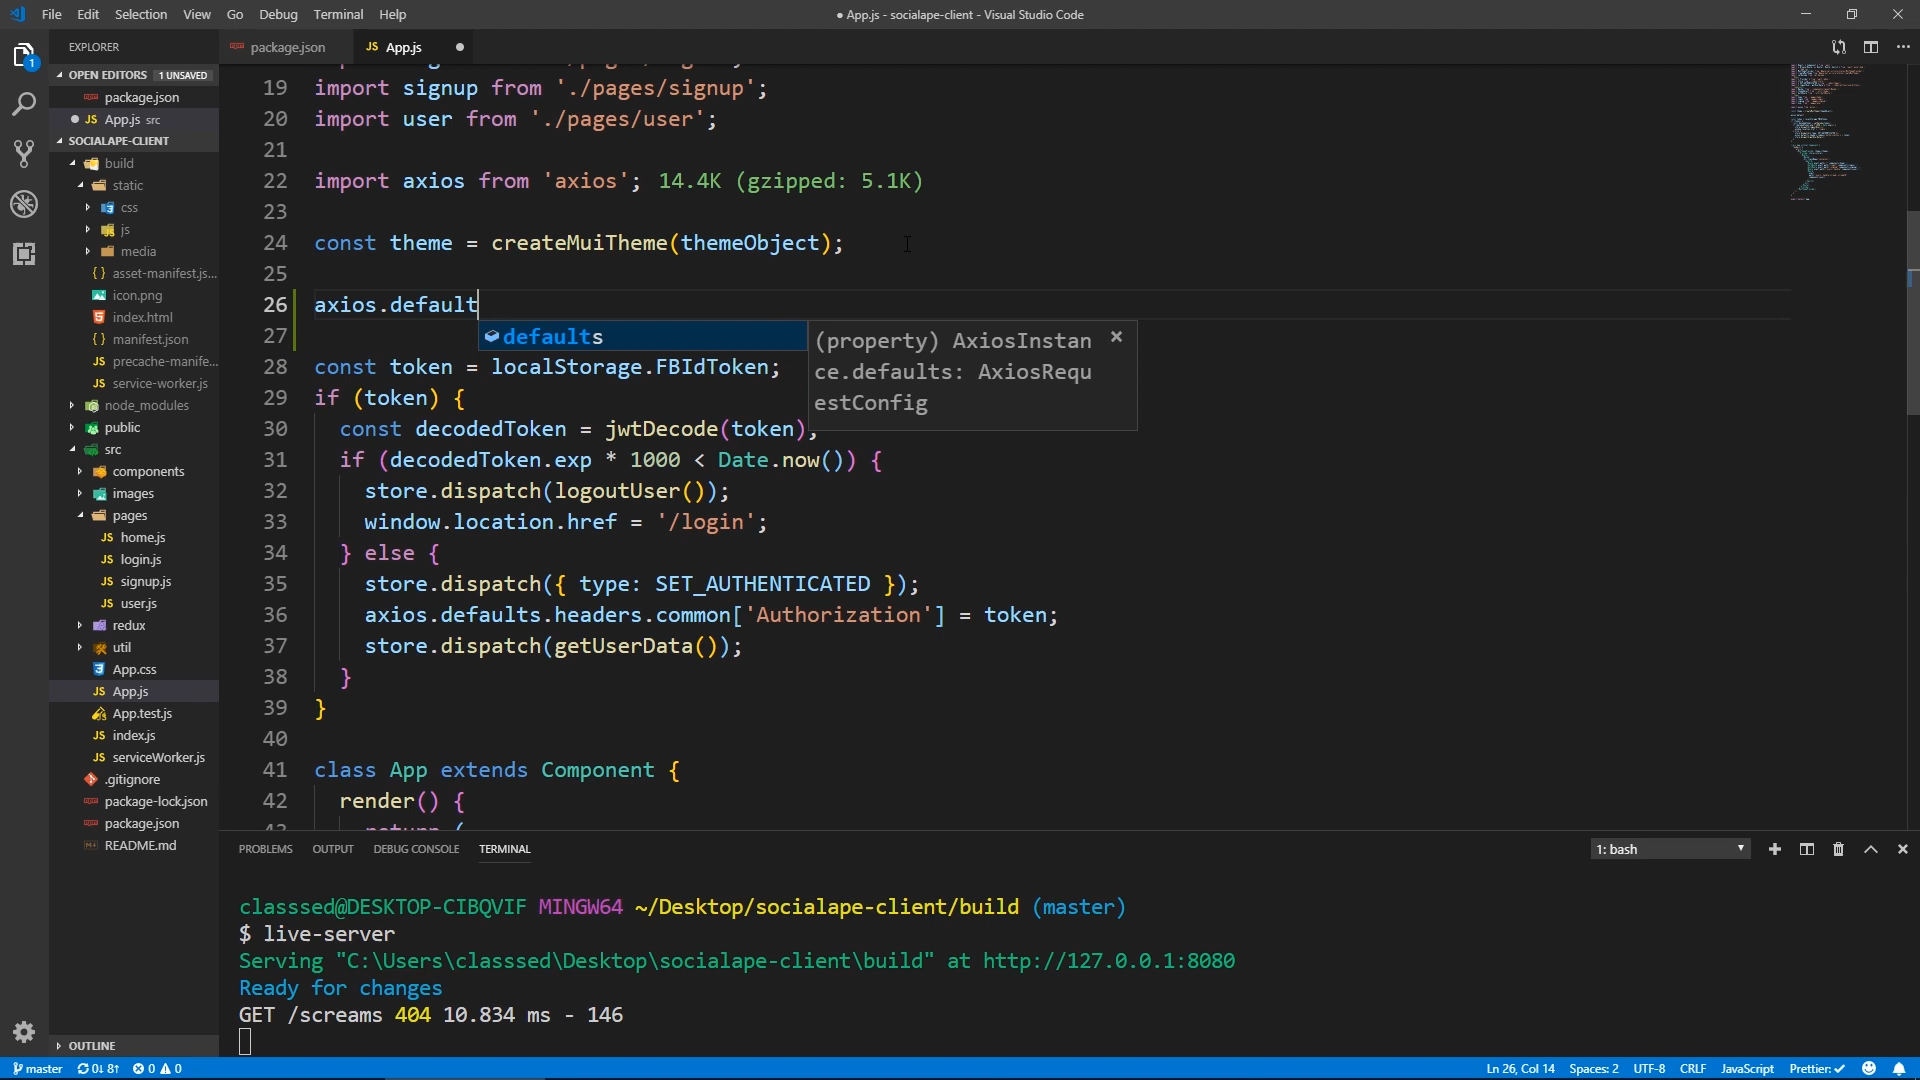 File Edit Selection View Go Debug Terminal Help
● App.js - socialape-client - Visual Studio Code
EXPLORER
OPEN EDITORS 1 UNSAVED
package.json
JS App.js src
SOCIALAPE-CLIENT
build
static
css
js
media
asset-manifest.js...
icon.png
index.html
manifest.json
precache-manife...
service-worker.js
node_modules
public
src
components
images
pages
home.js
login.js
signup.js
user.js
redux
util
App.css
App.js
App.test.js
index.js
serviceWorker.js
.gitignore
package-lock.json
package.json
README.md
OUTLINE
package.json JS App.js
19 import signup from './pages/signup';
20 import user from './pages/user';
21
22 import axios from 'axios'; 14.4K (gzipped: 5.1K)
23
24 const theme = createMuiTheme(themeObject);
25
26 axios.default
27
defaults
(property) AxiosInstan
ce.defaults: AxiosRequ
estConfig
28 const token = localStorage.FBIdToken;
29 if (token) {
30 const decodedToken = jwtDecode(token);
31 if (decodedToken.exp * 1000 < Date.now()) {
32 store.dispatch(logoutUser());
33 window.location.href = '/login';
34 } else {
35 store.dispatch({ type: SET_AUTHENTICATED });
36 axios.defaults.headers.common['Authorization'] = token;
37 store.dispatch(getUserData());
38 }
39 }
40
41 class App extends Component {
42 render() {
43 return (
PROBLEMS OUTPUT DEBUG CONSOLE TERMINAL
1: bash
classsed@DESKTOP-CIBQVIF MINGW64 ~/Desktop/socialape-client/build (master)
$ live-server
Serving "C:\Users\classsed\Desktop\socialape-client\build" at http://127.0.0.1:8080
Ready for changes
GET /screams 404 10.834 ms - 146
master 0↓ 8↑ 0 0
Ln 26, Col 14 Spaces: 2 UTF-8 CRLF JavaScript Prettier: ✓